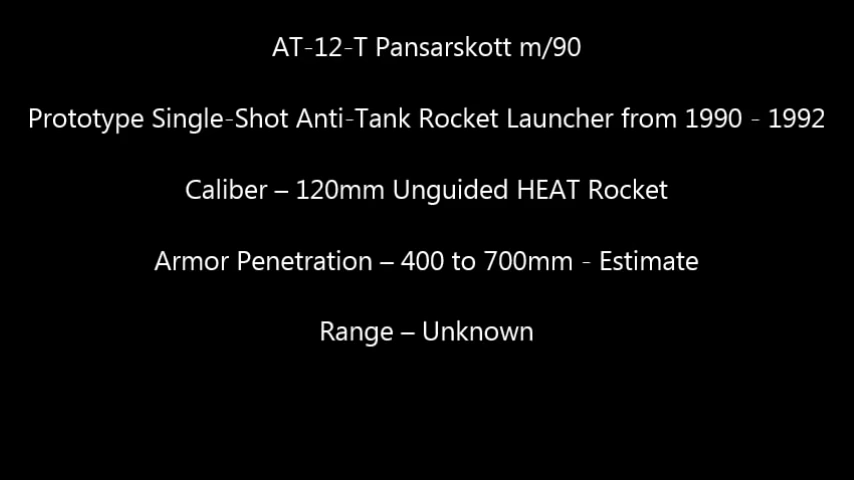 AT-12-T Pansarskott m/90
Prototype Single-Shot Anti-Tank Rocket Launcher from 1990 - 1992
Caliber – 120mm Unguided HEAT Rocket
Armor Penetration – 400 to 700mm - Estimate
Range – Unknown